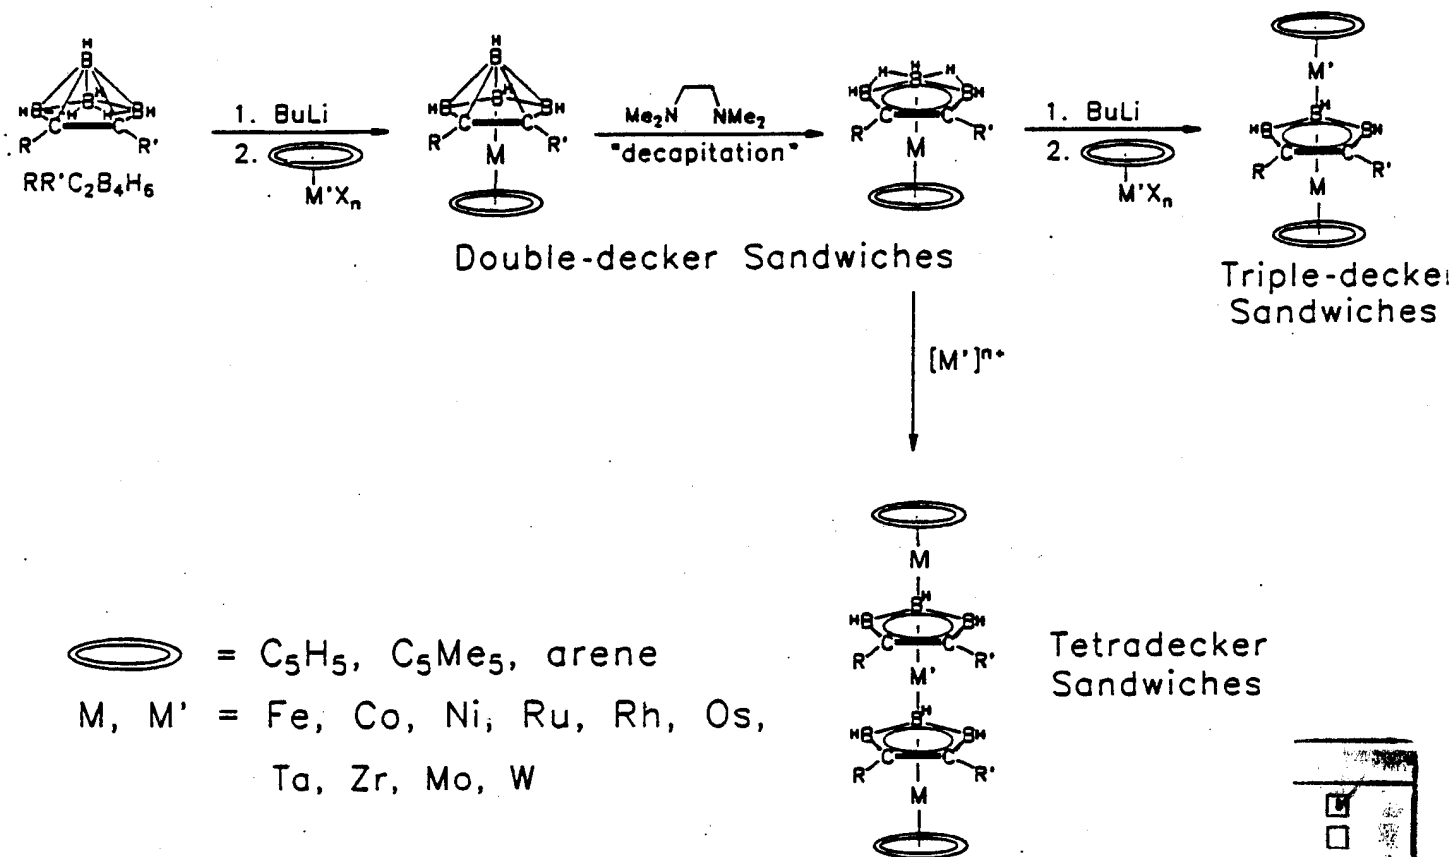 H
B
H B B H H
H H
C C
R R'
RR'C₂B₄H₆
1. BuLi
2.
M'Xₙ
H
B
H B B H H
C C
R R'
M
Me₂N NMe₂
"decapitation"
H H H
H B B B H
C C
R R'
M
1. BuLi
2.
M'Xₙ
M'
H
H B B B H
C C
R R'
M
Double-decker Sandwiches
Triple-decke
Sandwiches
[M']ⁿ⁺
M
H
H B B B H
C C
R R'
M'
H
H B B B H
C C
R R'
M
Tetradecker
Sandwiches
= C₅H₅, C₅Me₅, arene
M, M' = Fe, Co, Ni, Ru, Rh, Os,
Ta, Zr, Mo, W